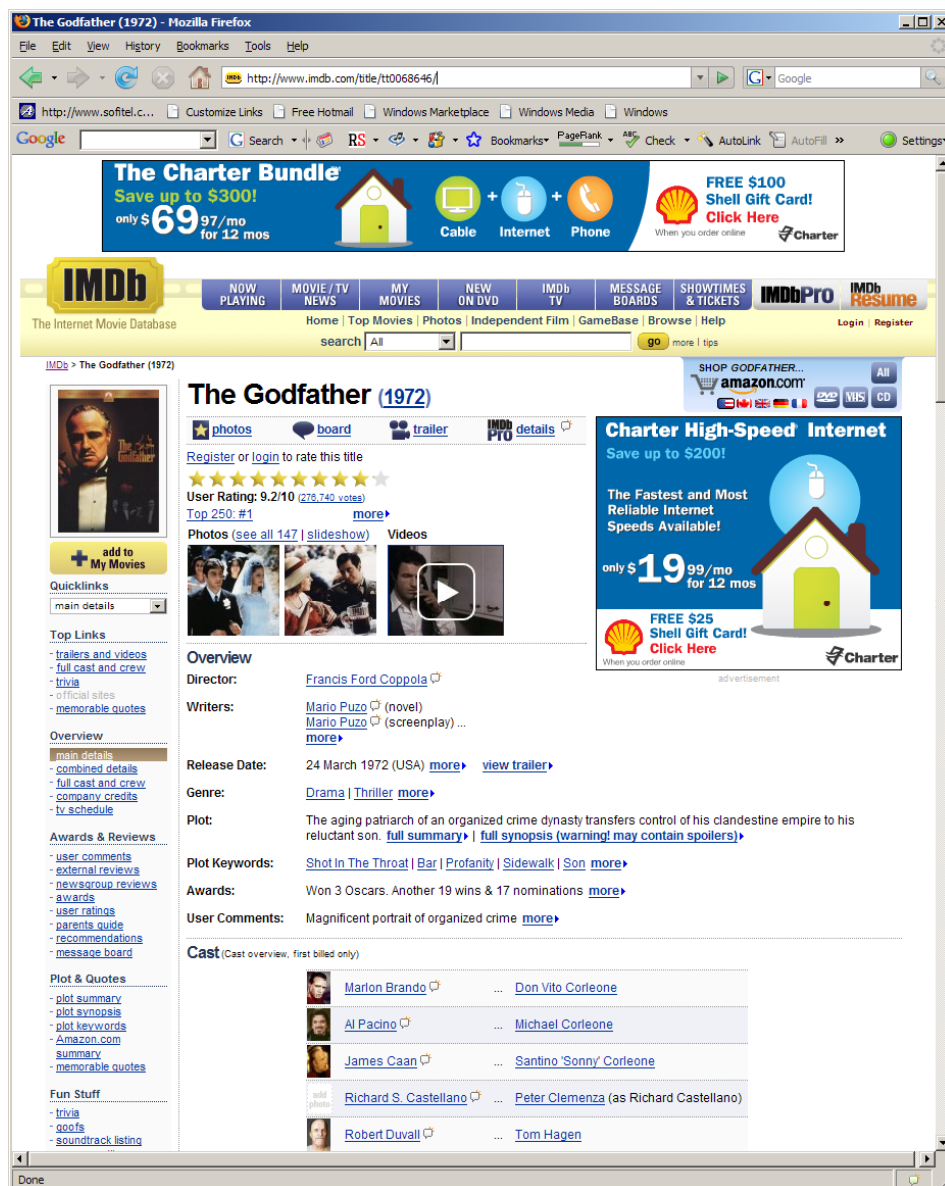 The Godfather (1972) - Mozilla Firefox
File Edit View History Bookmarks Tools Help
http://www.imdb.com/title/tt0068646/
Google
http://www.sofitel.c... Customize Links Free Hotmail Windows Marketplace Windows Media Windows
Google Search RS Bookmarks PageRank ABC Check AutoLink AutoFill Settings
The Charter Bundle
Save up to $300!
only $69 97/mo
for 12 mos
Cable + Internet + Phone
FREE $100
Shell Gift Card!
Click Here
When you order online
Charter
IMDb
The Internet Movie Database
NOW PLAYING MOVIE/TV NEWS MY MOVIES NEW ON DVD IMDb TV MESSAGE BOARDS SHOWTIMES & TICKETS IMDbPro IMDb Resume
Home | Top Movies | Photos | Independent Film | GameBase | Browse | Help
Login | Register
search All go more | tips
IMDb > The Godfather (1972)
SHOP GODFATHER...
amazon.com
All
DVD VHS CD
The Godfather (1972)
photos board trailer IMDb Pro details
Register or login to rate this title
User Rating: 9.2/10 (276,740 votes)
Top 250: #1 more
Photos (see all 147 | slideshow) Videos
Charter High-Speed Internet
Save up to $200!
The Fastest and Most
Reliable Internet
Speeds Available!
only $19 99/mo
for 12 mos
FREE $25
Shell Gift Card!
Click Here
When you order online
Charter
advertisement
The Godfather
add to
My Movies
Quicklinks
main details
Top Links
- trailers and videos
- full cast and crew
- trivia
- official sites
- memorable quotes
Overview
main details
- combined details
- full cast and crew
- company credits
- tv schedule
Awards & Reviews
- user comments
- external reviews
- newsgroup reviews
- awards
- user ratings
- parents guide
- recommendations
- message board
Plot & Quotes
- plot summary
- plot synopsis
- plot keywords
- Amazon.com
summary
- memorable quotes
Fun Stuff
- trivia
- goofs
- soundtrack listing
Overview
Director: Francis Ford Coppola
Writers: Mario Puzo (novel)
Mario Puzo (screenplay) ...
more
Release Date: 24 March 1972 (USA) more view trailer
Genre: Drama | Thriller more
Plot: The aging patriarch of an organized crime dynasty transfers control of his clandestine empire to his
reluctant son. full summary | full synopsis (warning! may contain spoilers)
Plot Keywords: Shot In The Throat | Bar | Profanity | Sidewalk | Son more
Awards: Won 3 Oscars. Another 19 wins & 17 nominations more
User Comments: Magnificent portrait of organized crime more
Cast (Cast overview, first billed only)
Marlon Brando ... Don Vito Corleone
Al Pacino ... Michael Corleone
James Caan ... Santino 'Sonny' Corleone
add photo
Richard S. Castellano ... Peter Clemenza (as Richard Castellano)
Robert Duvall ... Tom Hagen
Done